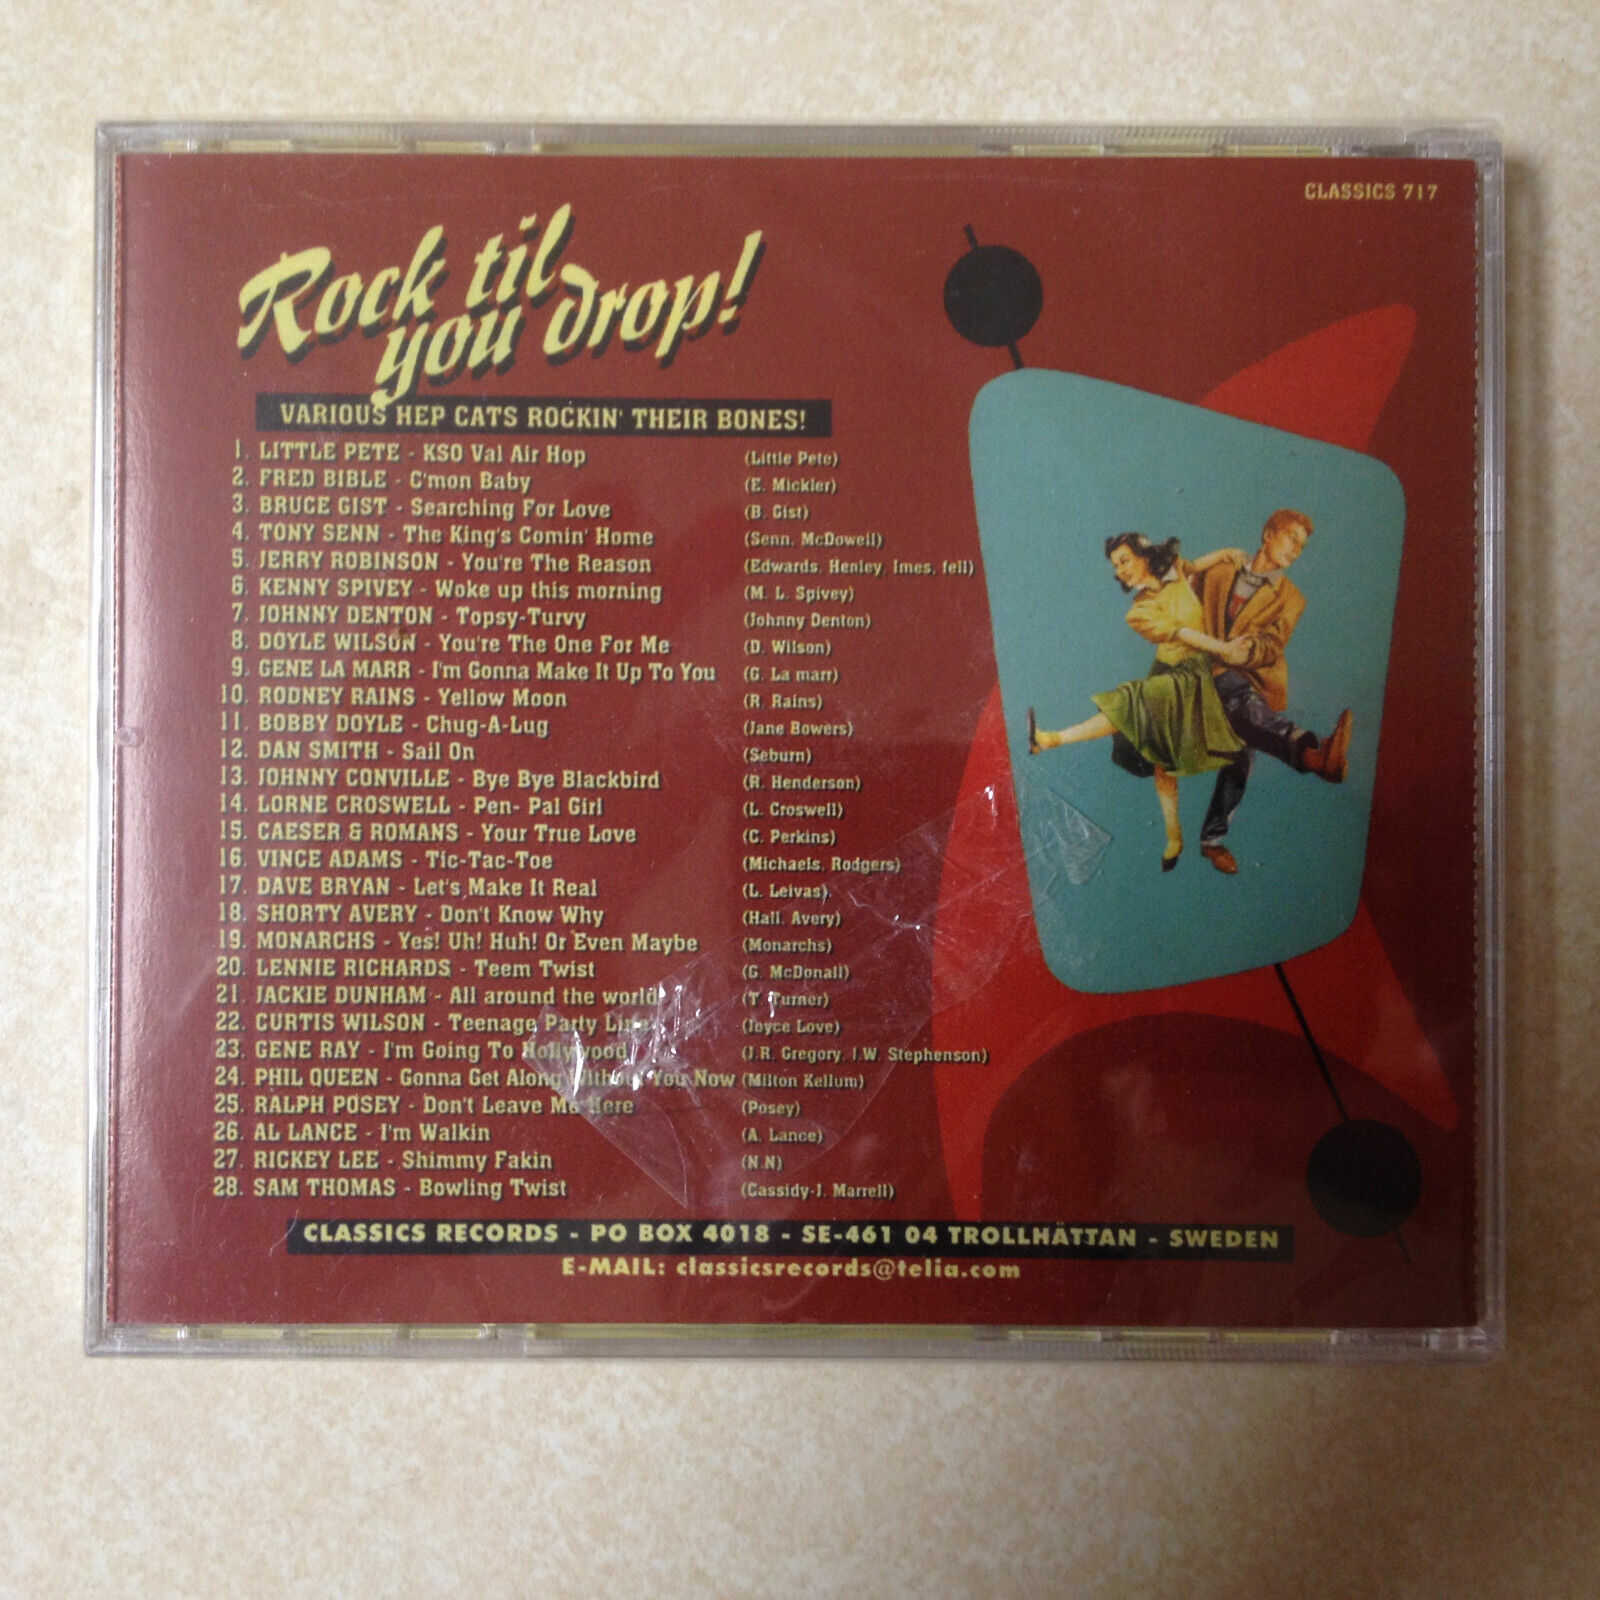 CLASSICS 717
Rock til
you drop!
VARIOUS HEP CATS ROCKIN' THEIR BONES!
1. LITTLE PETE - KSO Val Air Hop (Little Pete)
2. FRED BIBLE - C'mon Baby (E. Mickler)
3. BRUCE GIST - Searching For Love (B. Gist)
4. TONY SENN - The King's Comin' Home (Senn, McDowell)
5. JERRY ROBINSON - You're The Reason (Edwards, Henley, Imes, fell)
6. KENNY SPIVEY - Woke up this morning (M. L. Spivey)
7. JOHNNY DENTON - Topsy-Turvy (Johnny Denton)
8. DOYLE WILSON - You're The One For Me (D. Wilson)
9. GENE LA MARR - I'm Gonna Make It Up To You (G. La marr)
10. RODNEY RAINS - Yellow Moon (R. Rains)
11. BOBBY DOYLE - Chug-A-Lug (Jane Bowers)
12. DAN SMITH - Sail On (Seburn)
13. JOHNNY CONVILLE - Bye Bye Blackbird (R. Henderson)
14. LORNE CROSWELL - Pen- Pal Girl (L. Croswell)
15. CAESER & ROMANS - Your True Love (C. Perkins)
16. VINCE ADAMS - Tic-Tac-Toe (Michaels, Rodgers)
17. DAVE BRYAN - Let's Make It Real (L. Leivas).
18. SHORTY AVERY - Don't Know Why (Hall, Avery)
19. MONARCHS - Yes! Uh! Huh! Or Even Maybe (Monarchs)
20. LENNIE RICHARDS - Teem Twist (G. McDonall)
21. JACKIE DUNHAM - All around the world (T. Turner)
22. CURTIS WILSON - Teenage Party Line (Joyce Love)
23. GENE RAY - I'm Going To Hollywood (J.R. Gregory, J.W. Stephenson)
24. PHIL QUEEN - Gonna Get Along Without You Now (Milton Kellum)
25. RALPH POSEY - Don't Leave Me Here (Posey)
26. AL LANCE - I'm Walkin (A. Lance)
27. RICKEY LEE - Shimmy Fakin (N.N)
28. SAM THOMAS - Bowling Twist (Cassidy-J. Marrell)
CLASSICS RECORDS - PO BOX 4018 - SE-461 04 TROLLHÄTTAN - SWEDEN
E-MAIL: classicsrecords@telia.com